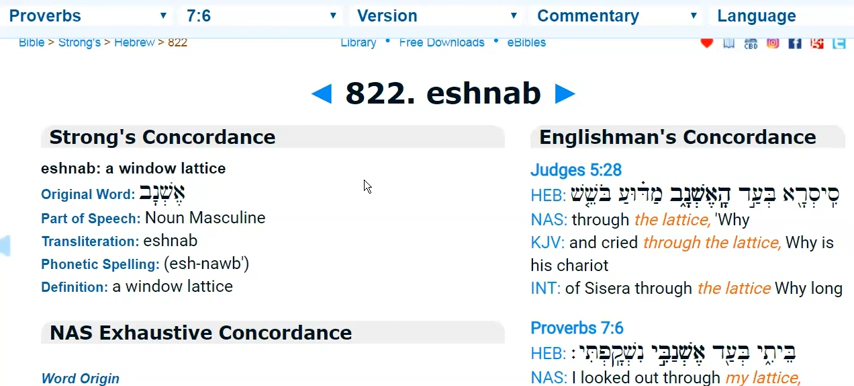 Proverbs 7:6 Version Commentary Language
Bible > Strong's > Hebrew > 822
Library • Free Downloads • eBibles
◄ 822. eshnab ►
Strong's Concordance
eshnab: a window lattice
Original Word: אֶשְׁנָב
Part of Speech: Noun Masculine
Transliteration: eshnab
Phonetic Spelling: (esh-nawb')
Definition: a window lattice
NAS Exhaustive Concordance
Word Origin
Englishman's Concordance
Judges 5:28
HEB: סִֽיסְרָ֖א בְּעַ֣ד הָֽאֶשְׁנָ֑ב מַדּ֗וּעַ בֹּשֵׁ֤שׁ
NAS: through the lattice, 'Why
KJV: and cried through the lattice, Why is
his chariot
INT: of Sisera through the lattice Why long
Proverbs 7:6
HEB: בֵּיתִ֑י בְּעַ֖ד אֶשְׁנַבִּ֣י נִשְׁקָֽפְתִּי׃
NAS: I looked out through my lattice,